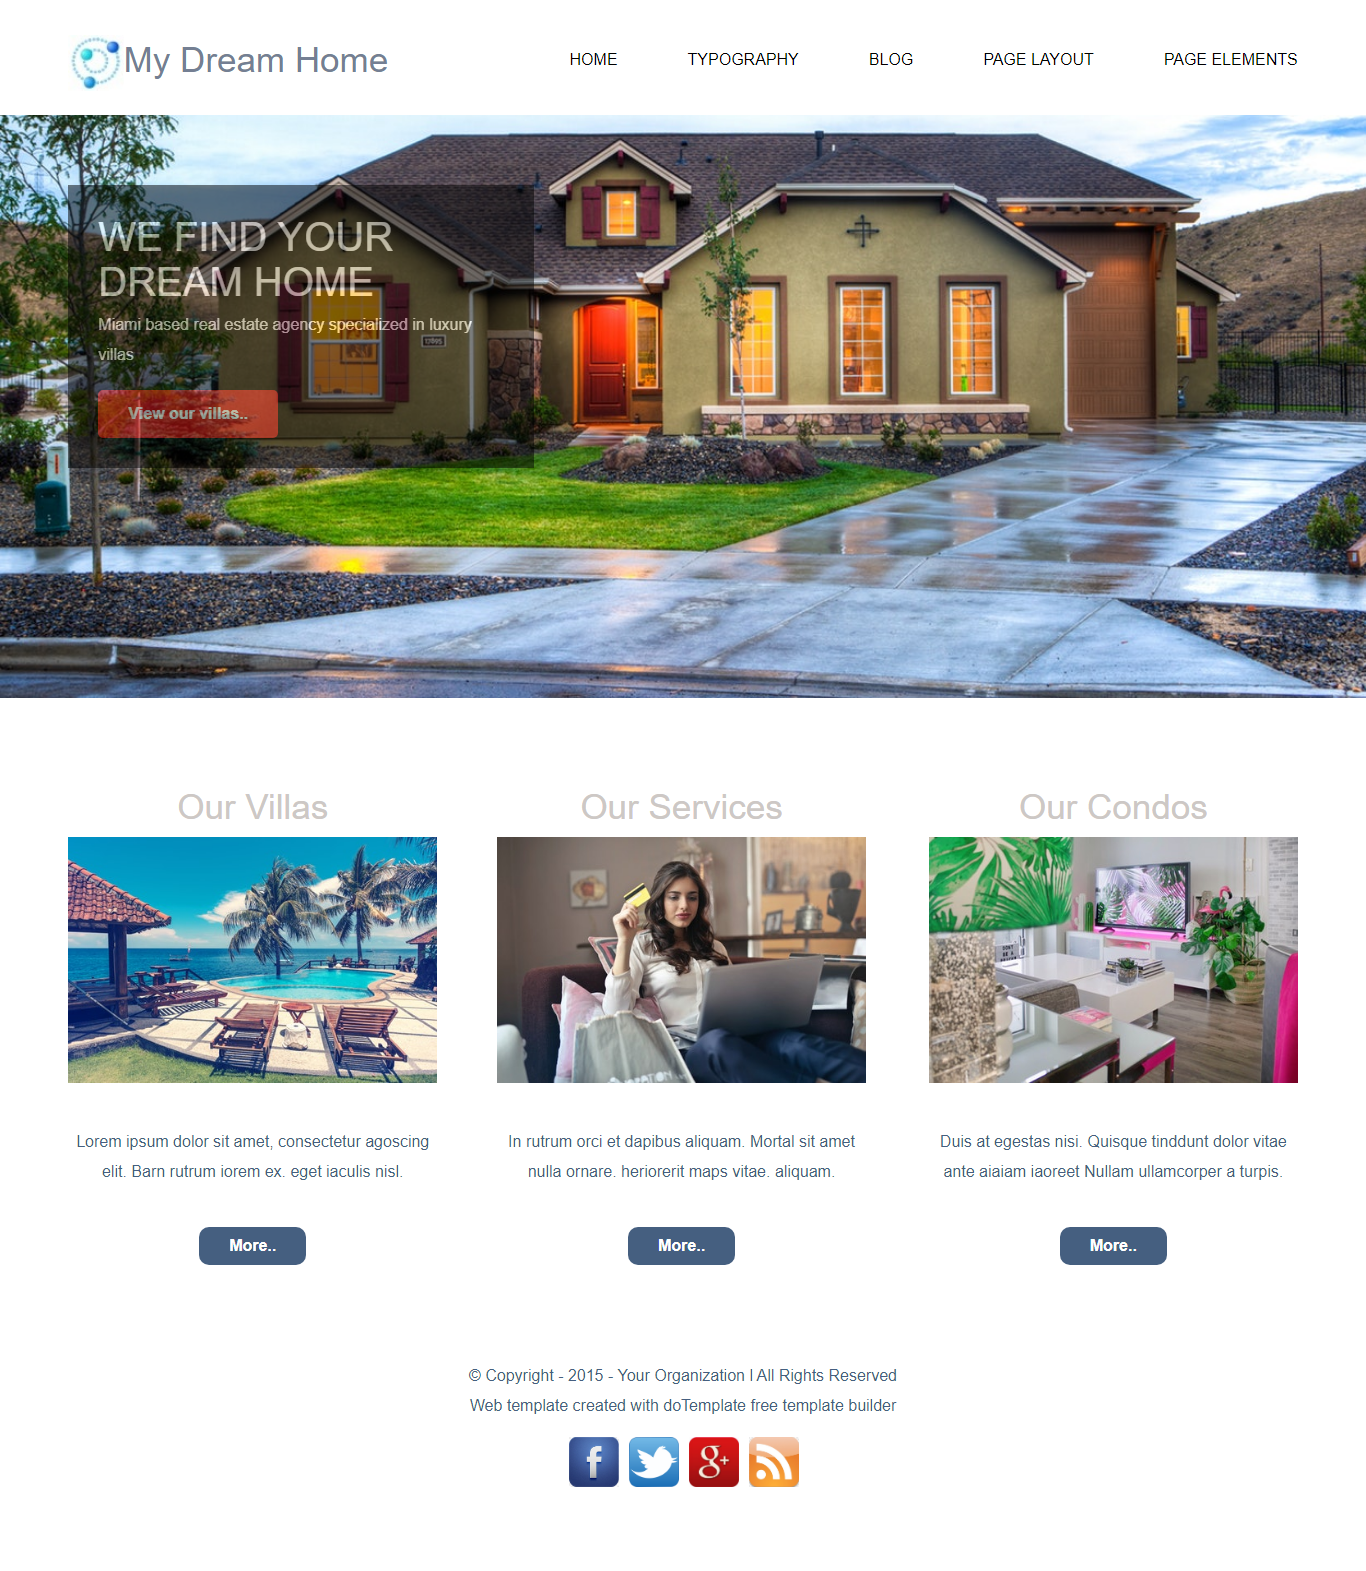 My Dream Home
HOME
TYPOGRAPHY
BLOG
PAGE LAYOUT
PAGE ELEMENTS
WE FIND YOUR
DREAM HOME
Miami based real estate agency specialized in luxury
villas
17895
View our villas..
Our Villas
Our Services
Our Condos
Lorem ipsum dolor sit amet, consectetur agoscing
elit. Barn rutrum iorem ex. eget iaculis nisl.
In rutrum orci et dapibus aliquam. Mortal sit amet
nulla ornare. heriorerit maps vitae. aliquam.
Duis at egestas nisi. Quisque tinddunt dolor vitae
ante aiaiam iaoreet Nullam ullamcorper a turpis.
More..
More..
More..
© Copyright - 2015 - Your Organization l All Rights Reserved
Web template created with doTemplate free template builder
f
g+